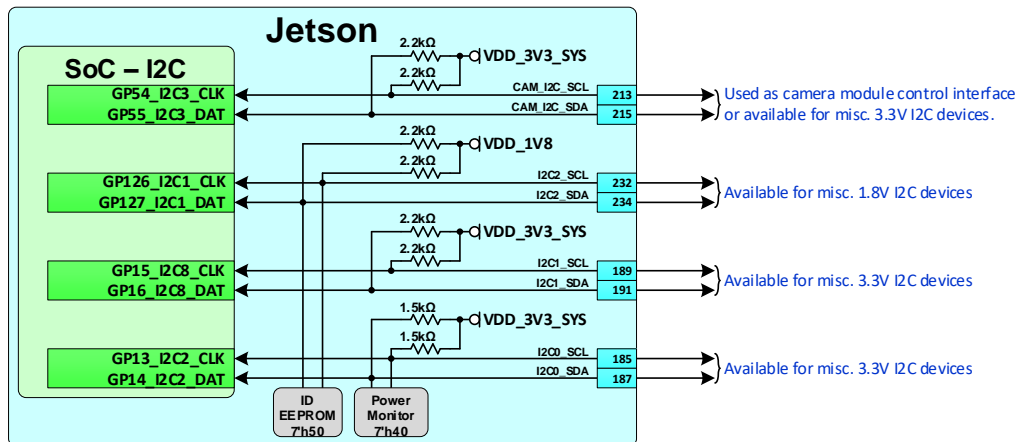 Jetson
SoC – I2C
2.2kΩ
VDD_3V3_SYS
2.2kΩ
GP54_I2C3_CLK
CAM_I2C_SCL
213
GP55_I2C3_DAT
CAM_I2C_SDA
215
Used as camera module control interface
or available for misc. 3.3V I2C devices.
2.2kΩ
VDD_1V8
2.2kΩ
GP126_I2C1_CLK
I2C2_SCL
232
GP127_I2C1_DAT
I2C2_SDA
234
Available for misc. 1.8V I2C devices
2.2kΩ
VDD_3V3_SYS
2.2kΩ
GP15_I2C8_CLK
I2C1_SCL
189
GP16_I2C8_DAT
I2C1_SDA
191
Available for misc. 3.3V I2C devices
1.5kΩ
VDD_3V3_SYS
1.5kΩ
GP13_I2C2_CLK
I2C0_SCL
185
GP14_I2C2_DAT
I2C0_SDA
187
Available for misc. 3.3V I2C devices
ID
EEPROM
7'h50
Power
Monitor
7'h40